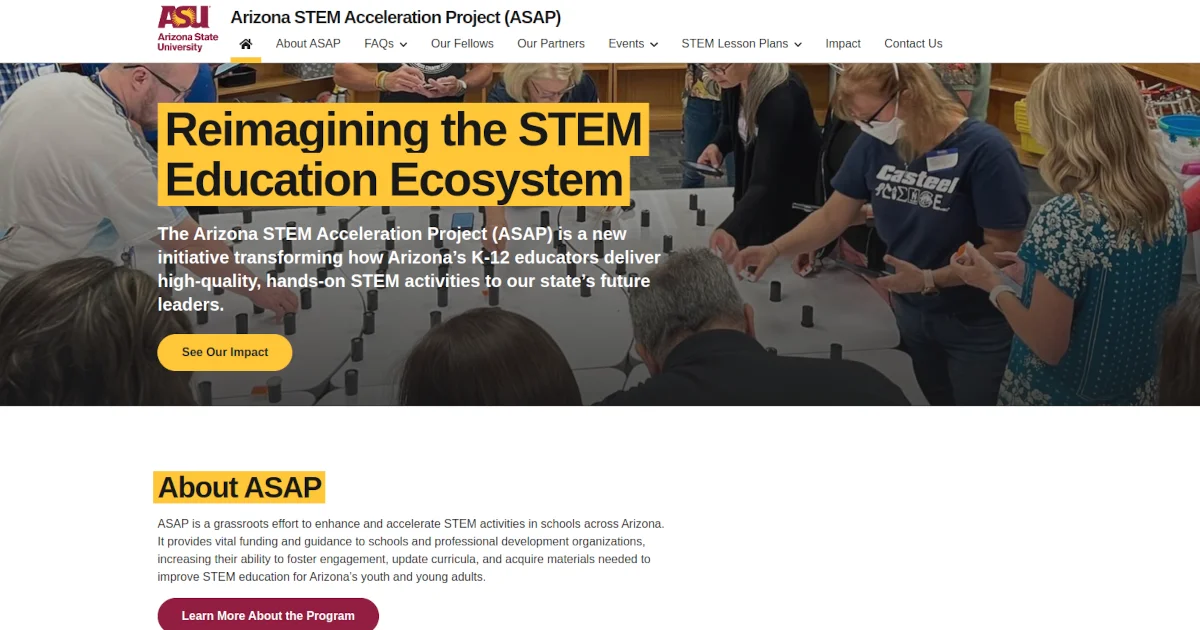 ASU
Arizona State
University
Arizona STEM Acceleration Project (ASAP)
About ASAP FAQs Our Fellows Our Partners Events STEM Lesson Plans Impact Contact Us
Reimagining the STEM
Education Ecosystem
The Arizona STEM Acceleration Project (ASAP) is a new
initiative transforming how Arizona’s K-12 educators deliver
high-quality, hands-on STEM activities to our state’s future
leaders.
See Our Impact
Casteel
About ASAP
ASAP is a grassroots effort to enhance and accelerate STEM activities in schools across Arizona.
It provides vital funding and guidance to schools and professional development organizations,
increasing their ability to foster engagement, update curricula, and acquire materials needed to
improve STEM education for Arizona’s youth and young adults.
Learn More About the Program